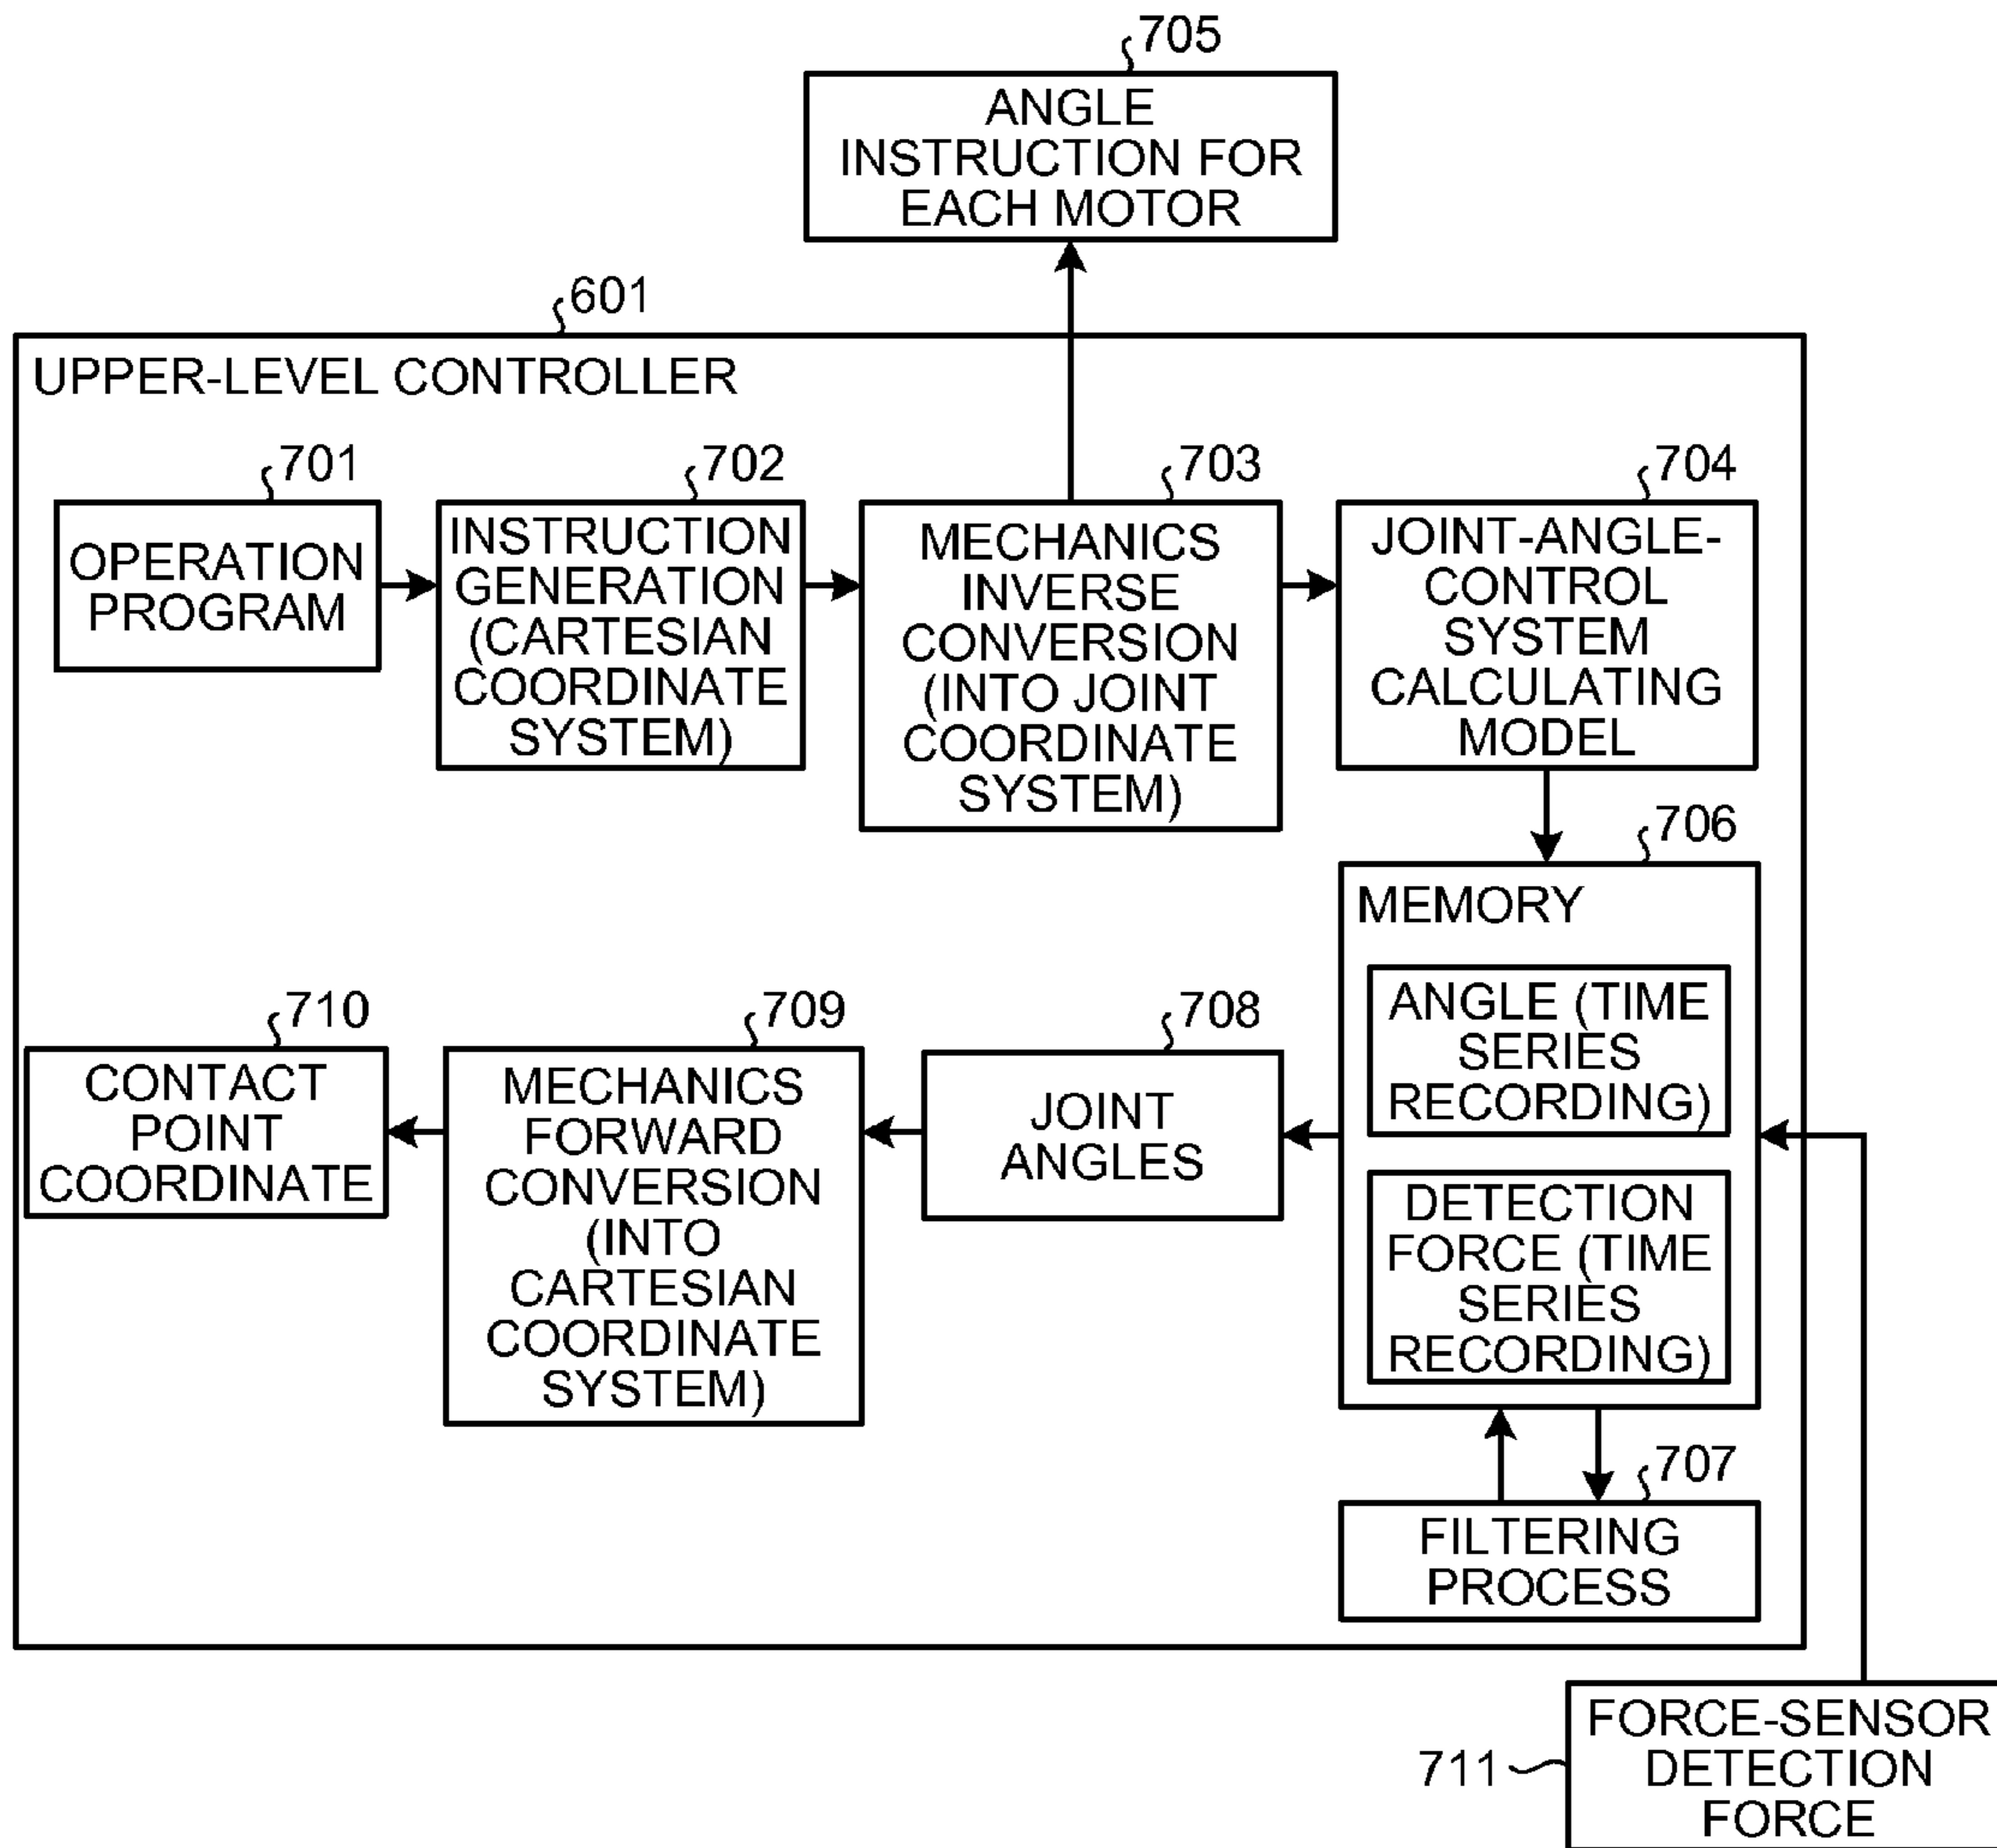 705
ANGLE
INSTRUCTION FOR
EACH MOTOR
601
UPPER-LEVEL CONTROLLER
701
OPERATION
PROGRAM
702
INSTRUCTION
GENERATION
(CARTESIAN
COORDINATE
SYSTEM)
703
MECHANICS
INVERSE
CONVERSION
(INTO JOINT
COORDINATE
SYSTEM)
704
JOINT-ANGLE-
CONTROL
SYSTEM
CALCULATING
MODEL
706
MEMORY
ANGLE (TIME
SERIES
RECORDING)
DETECTION
FORCE (TIME
SERIES
RECORDING)
710
CONTACT
POINT
COORDINATE
709
MECHANICS
FORWARD
CONVERSION
(INTO
CARTESIAN
COORDINATE
SYSTEM)
708
JOINT
ANGLES
707
FILTERING
PROCESS
711
FORCE-SENSOR
DETECTION
FORCE